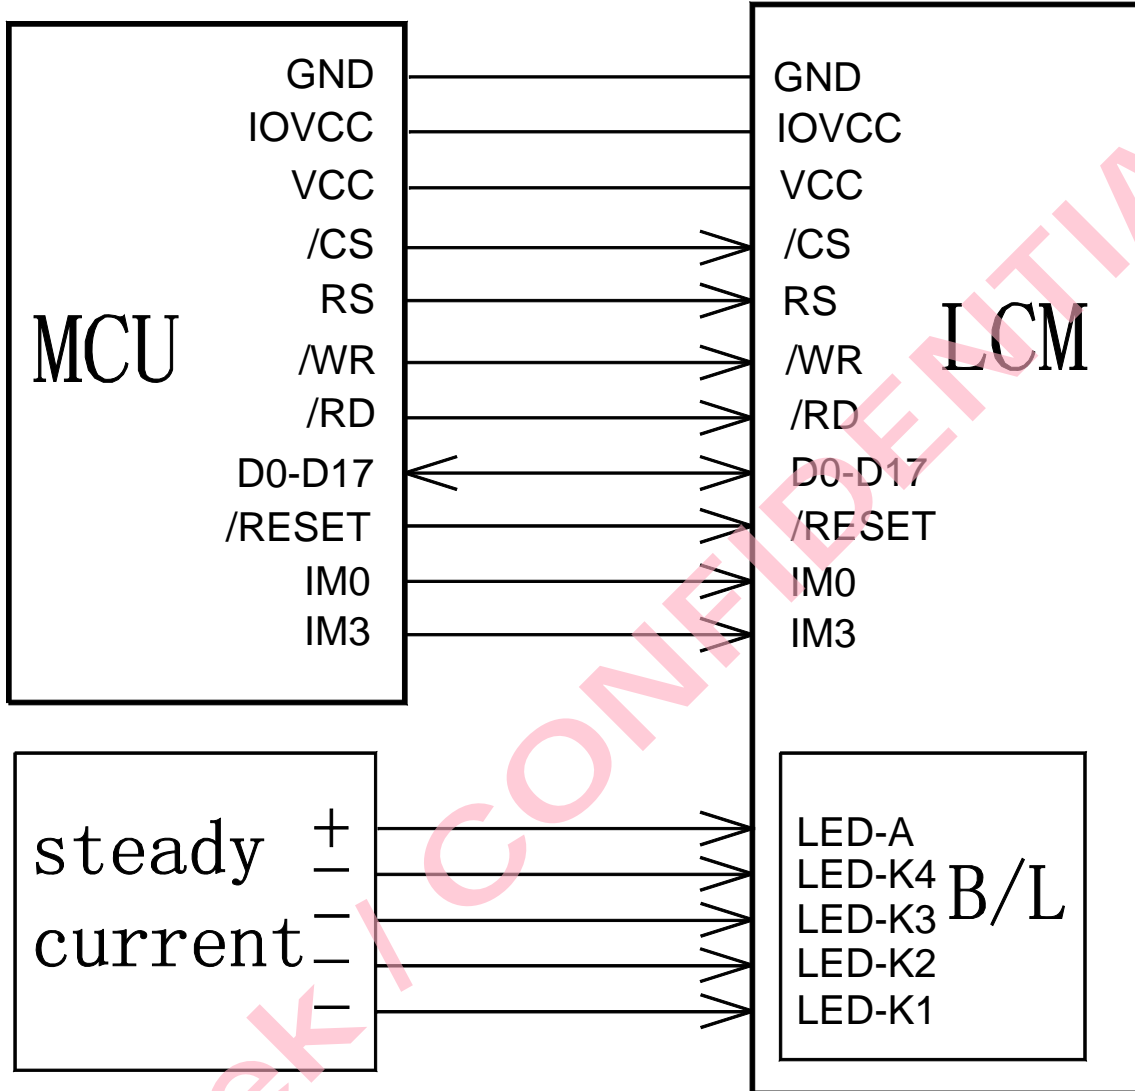 GND GND
IOVCC IOVCC
VCC VCC
/CS /CS
RS RS
MCU LCM
/WR /WR
/RD /RD
D0-D17 D0-D17
/RESET /RESET
IM0 IM0
IM3 IM3
steady current
+
−
−
−
−
LED-A
LED-K4
LED-K3
LED-K2
LED-K1
B/L
/ CONFIDENTIA